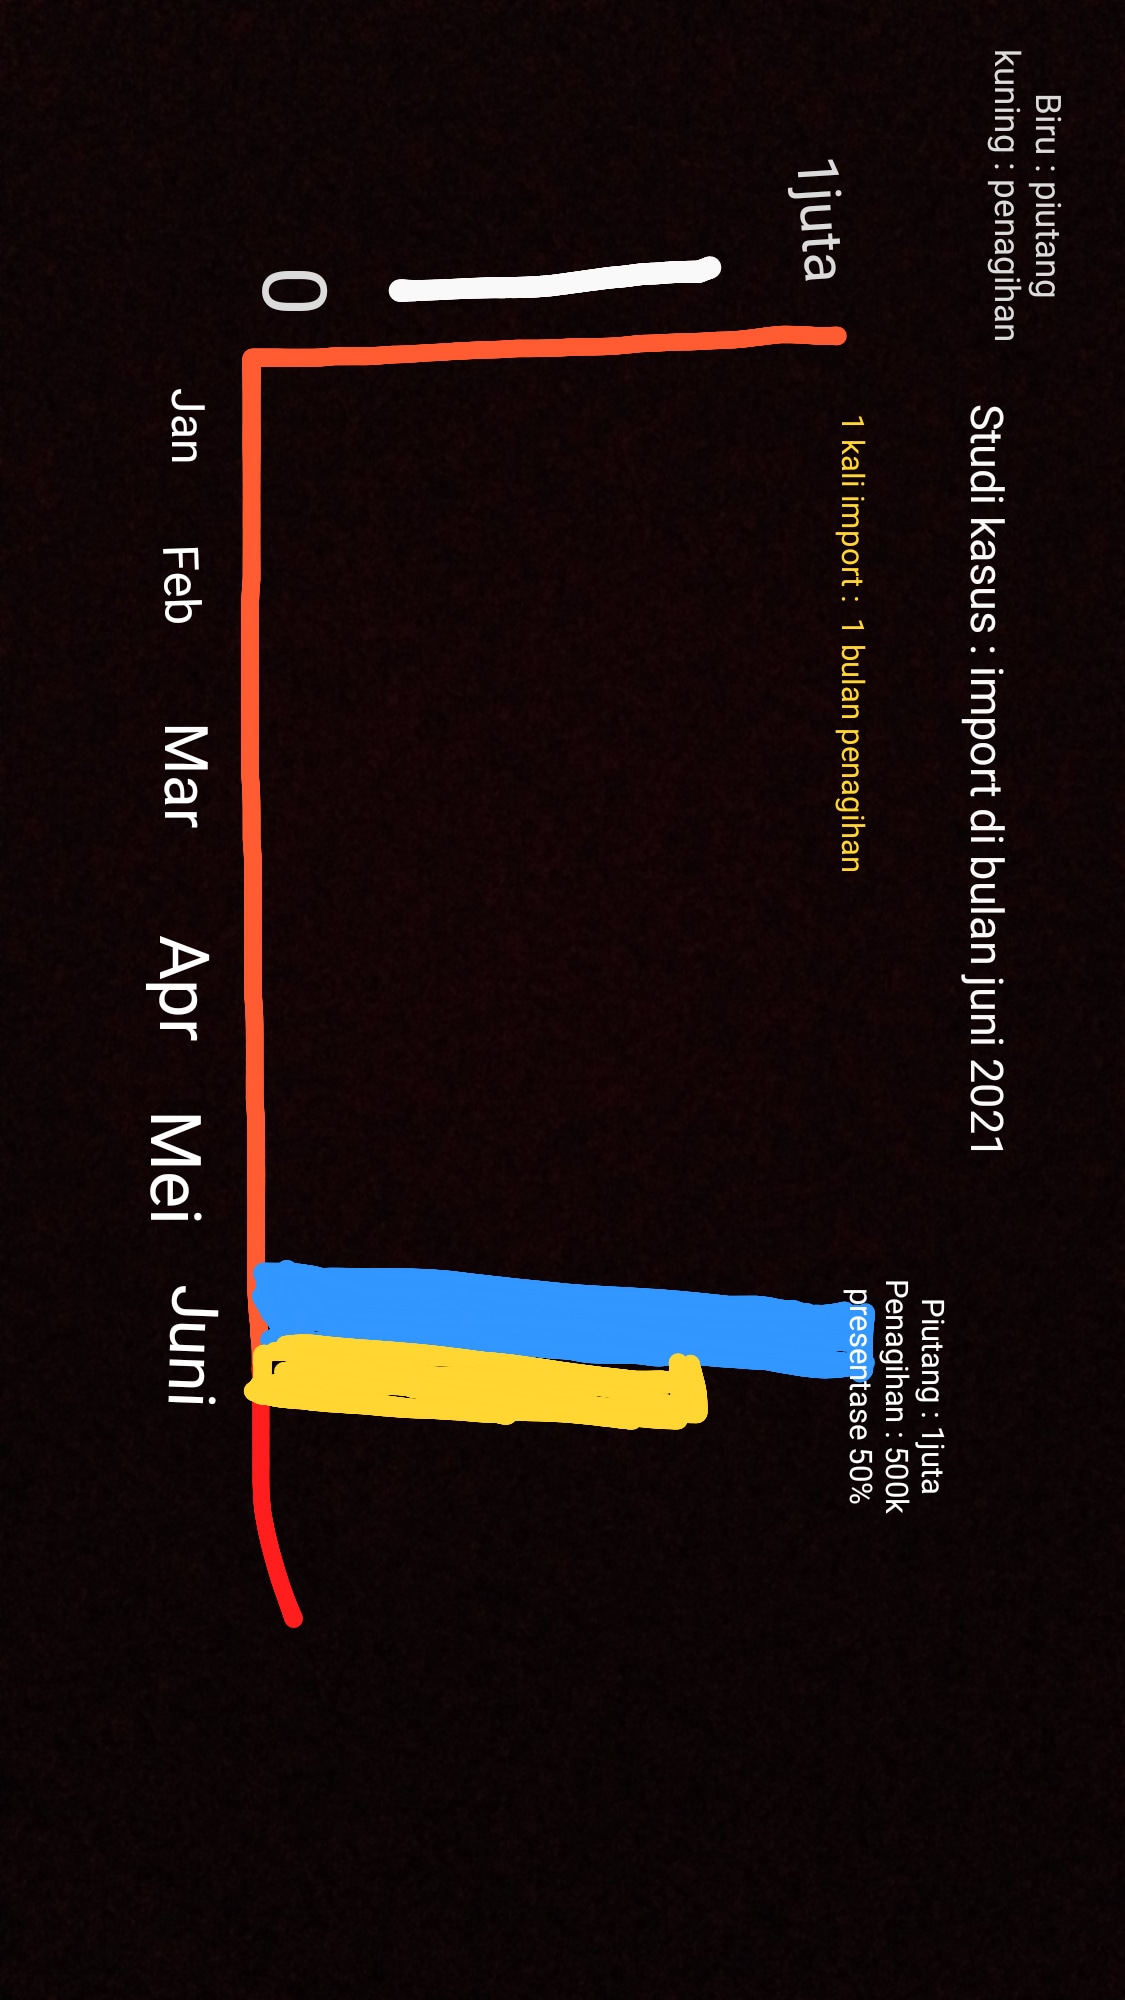 Biru : piutang
kuning : penagihan
Studi kasus : import di bulan juni 2021
Piutang : 1juta
Penagihan : 500k
presentase 50%
1 kali import :  1 bulan penagihan
1juta
0
Jan
Feb
Mar
Apr
Mei
Juni